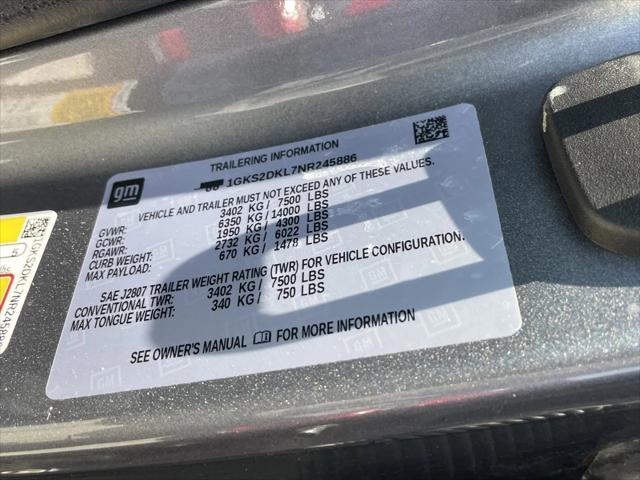 TRAILERING INFORMATION
1GKS2DKL7NR245886
gm
VEHICLE AND TRAILER MUST NOT EXCEED ANY OF THESE VALUES.
GVWR: 3402 KG / 7500 LBS
GCWR: 6350 KG / 14000 LBS
RGAWR: 1950 KG / 4300 LBS
CURB WEIGHT: 2732 KG / 6022 LBS
MAX PAYLOAD: 670 KG / 1478 LBS
SAE J2807 TRAILER WEIGHT RATING (TWR) FOR VEHICLE CONFIGURATION.
CONVENTIONAL TWR: 3402 KG / 7500 LBS
MAX TONGUE WEIGHT: 340 KG / 750 LBS
SEE OWNER'S MANUAL FOR MORE INFORMATION
5
1GKS2DKL7NR24588